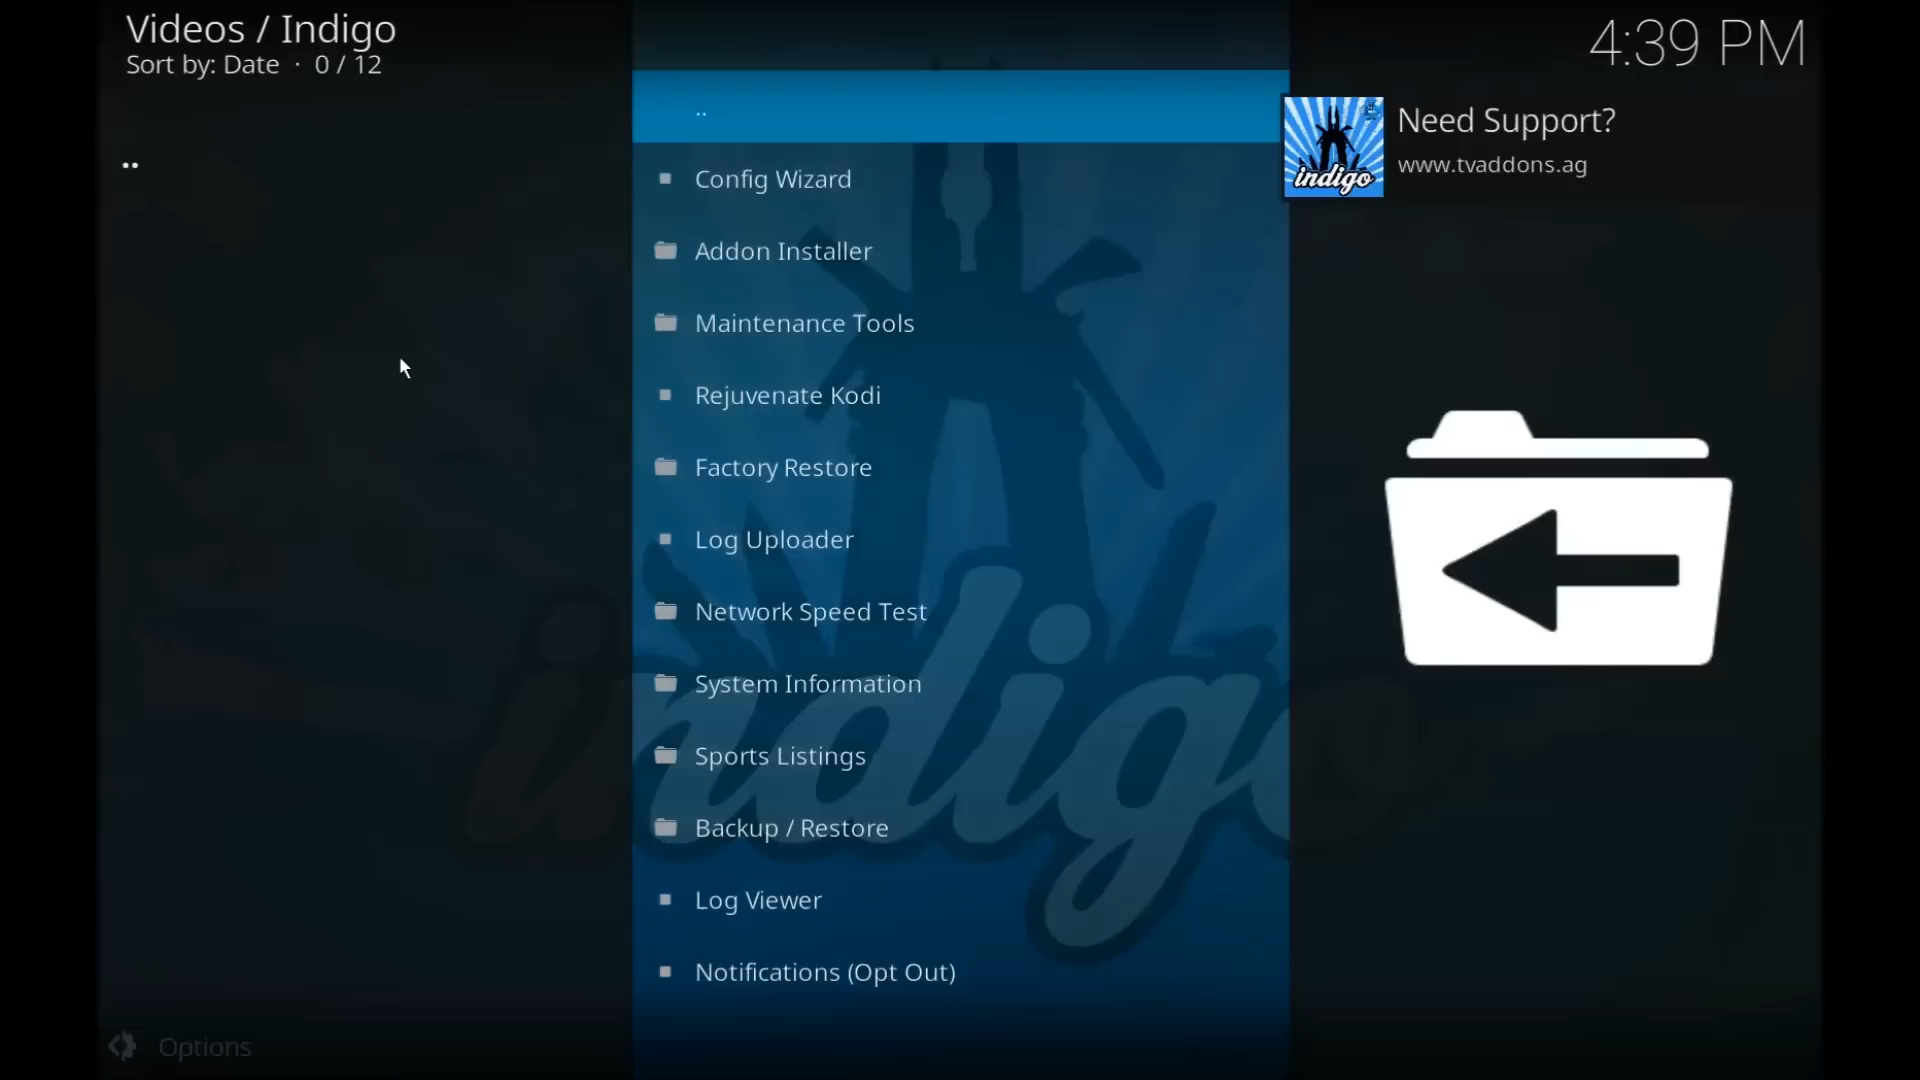 Videos / Indigo
Sort by: Date · 0 / 12
4:39 PM
Need Support?
www.tvaddons.ag
indigo
..
..
Config Wizard
Addon Installer
Maintenance Tools
Rejuvenate Kodi
Factory Restore
Log Uploader
Network Speed Test
System Information
Sports Listings
Backup / Restore
Log Viewer
Notifications (Opt Out)
indigo
Options